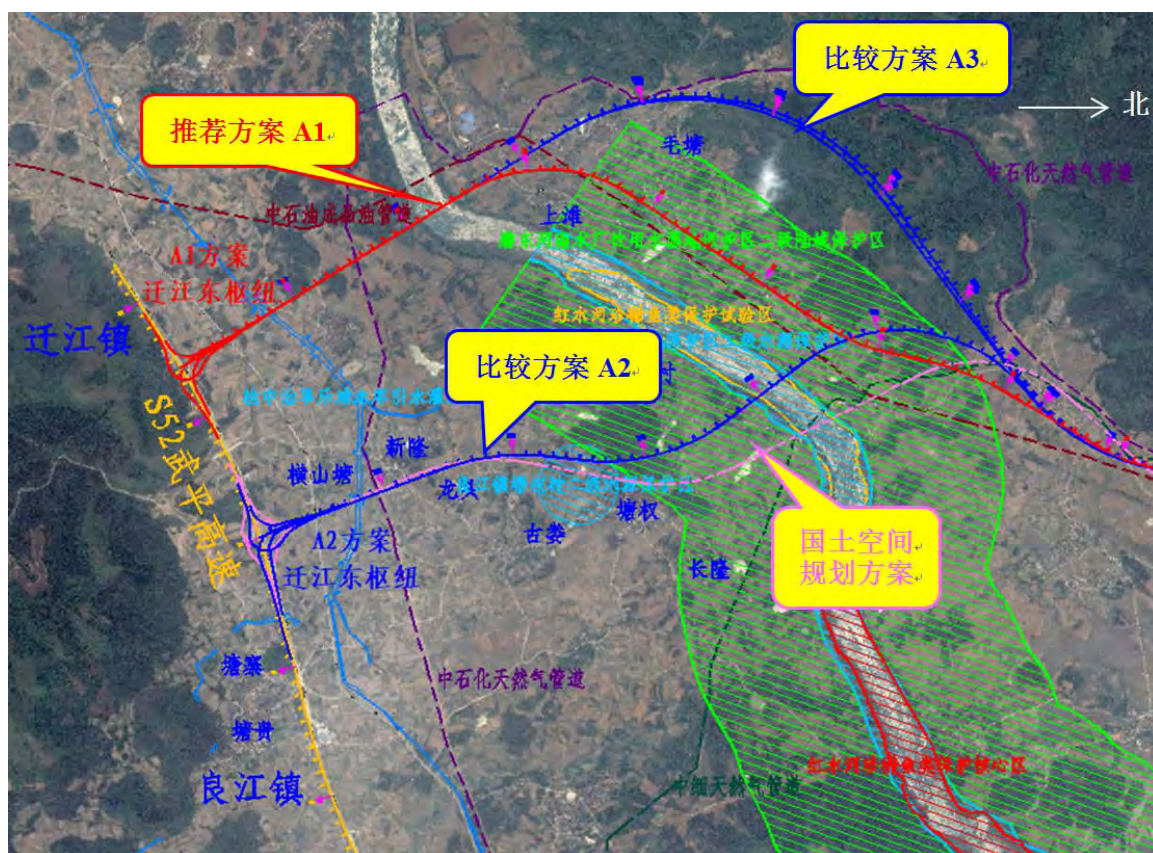 比较方案 A3
北
推荐方案 A1
毛塘
中石化天然气管道
中石油成品油管道
上滩
A1方案
迁江东枢纽
红水河珍稀鱼类保护试验区
迁江镇
比较方案 A2
S52武平高速
新隆
横山塘
龙头
塘权
古娄
A2方案
迁江东枢纽
国土空间
规划方案
长隆
塘寨
中石化天然气管道
塘贵
良江镇
红水河珍稀鱼类保护核心区
中缅天然气管道